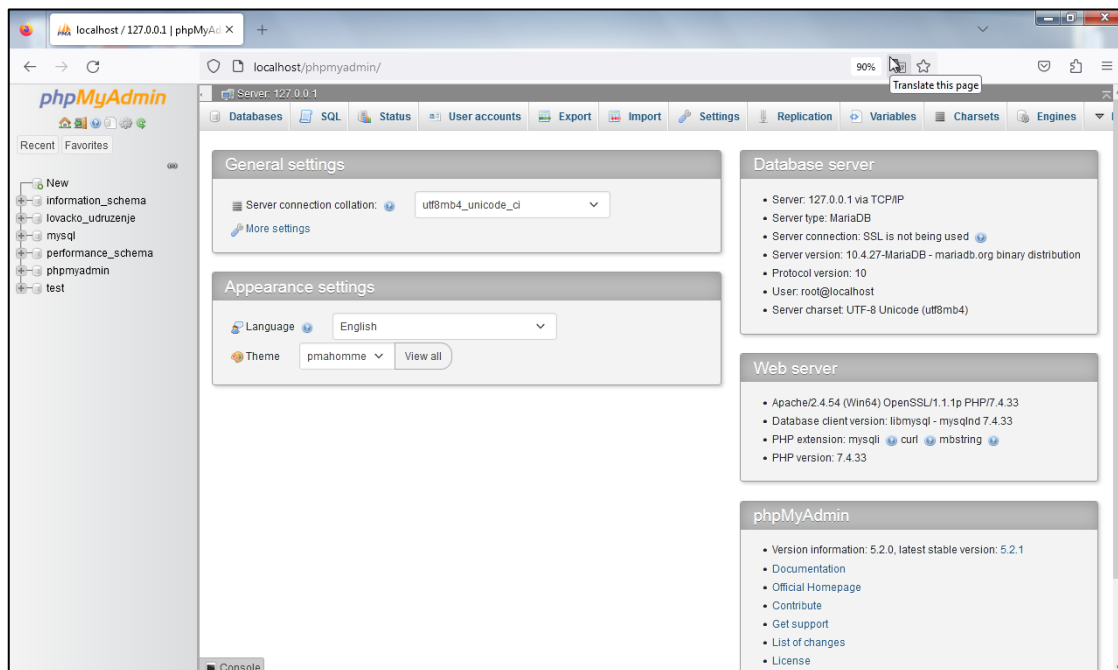 localhost / 127.0.0.1 | phpMyAd
localhost/phpmyadmin/
90%
Translate this page
phpMyAdmin
Recent Favorites
New
information_schema
lovacko_udruzenje
mysql
performance_schema
phpmyadmin
test
Server: 127.0.0.1
Databases SQL Status User accounts Export Import Settings Replication Variables Charsets Engines
General settings
Server connection collation: utf8mb4_unicode_ci
More settings
Appearance settings
Language English
Theme pmahomme View all
Database server
Server: 127.0.0.1 via TCP/IP
Server type: MariaDB
Server connection: SSL is not being used
Server version: 10.4.27-MariaDB - mariadb.org binary distribution
Protocol version: 10
User: root@localhost
Server charset: UTF-8 Unicode (utf8mb4)
Web server
Apache/2.4.54 (Win64) OpenSSL/1.1.1p PHP/7.4.33
Database client version: libmysql - mysqlnd 7.4.33
PHP extension: mysqli curl mbstring
PHP version: 7.4.33
phpMyAdmin
Version information: 5.2.0, latest stable version: 5.2.1
Documentation
Official Homepage
Contribute
Get support
List of changes
License
Console